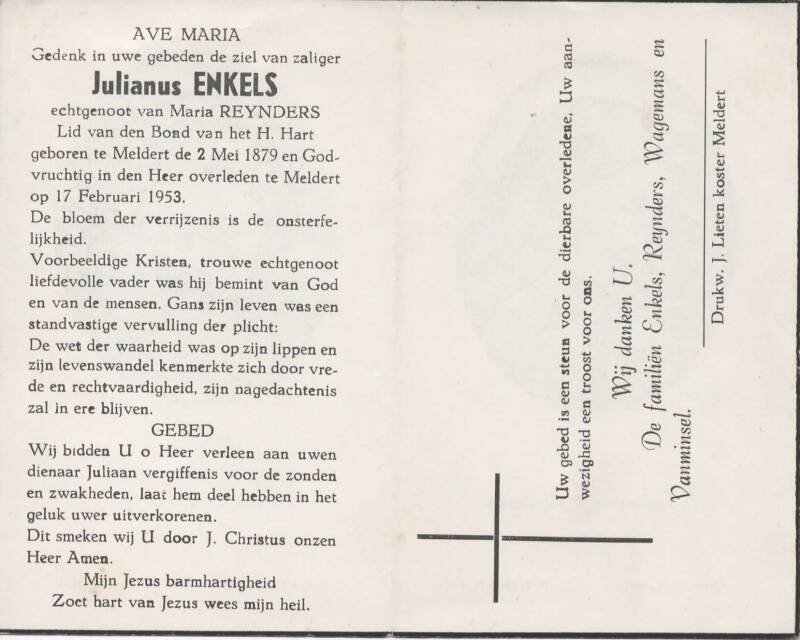 AVE MARIA
Gedenk in uwe gebeden de ziel van zaliger
Julianus ENKELS
echtgenoot van Maria REYNDERS
Lid van den Bond van het H. Hart
geboren te Meldert de 2 Mei 1879 en God-
vruchtig in den Heer overleden te Meldert
op 17 Februari 1953.
De bloem der verrijzenis is de onsterfe-
lijkheid.
Voorbeeldige Kristen, trouwe echtgenoot
liefdevolle vader was hij bemint van God
en van de mensen. Gans zijn leven was een
standvastige vervulling der plicht:
De wet der waarheid was op zijn lippen en
zijn levenswandel kenmerkte zich door vre-
de en rechtvaardigheid, zijn nagedachtenis
zal in ere blijven.
GEBED
Wij bidden U o Heer verleen aan uwen
dienaar Juliaan vergiffenis voor de zonden
en zwakheden, laat hem deel hebben in het
geluk uwer uitverkorenen.
Dit smeken wij U door J. Christus onzen
Heer Amen.
Mijn Jezus barmhartigheid
Zoet hart van Jezus wees mijn heil.
Uw gebed is een steun voor de dierbare overledene, Uw aan-
wezigheid een troost voor ons.
Wij danken U.
De familiën Enkels, Reynders, Wagemans en
Vanminsel.
Drukw. J. Lieten koster Meldert